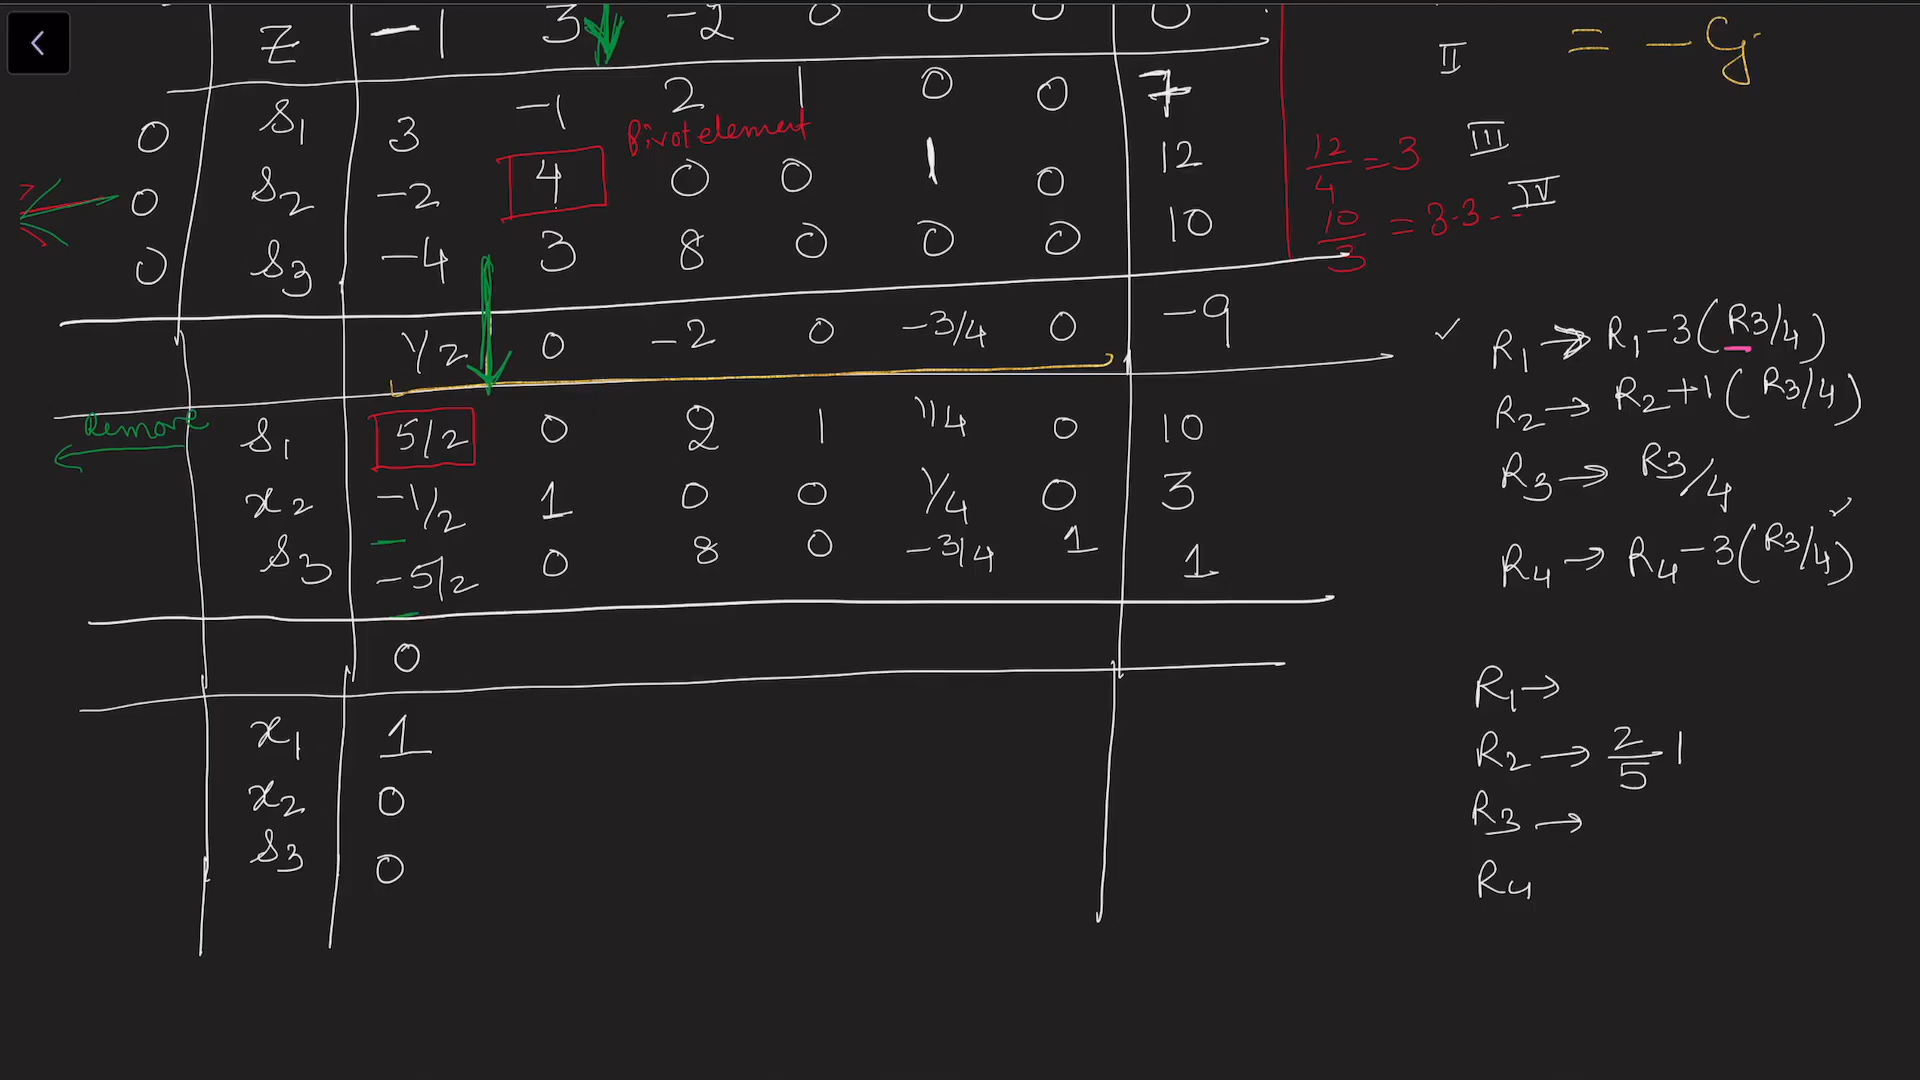 Z -1 3 -2 0 0 0 0
II = -Cj
0 S1 3 -1 2 1 0 0 7
Pivot element
0 S2 -2 4 0 0 1 0 12 12/4 = 3 III
0 S3 -4 3 8 0 0 0 10 10/3 = 3.3-- IV
1/2 0 -2 0 -3/4 0 -9
R1 → R1-3(R3/4)
Remove S1 5/2 0 2 1 1/4 0 10
R2 → R2+1(R3/4)
x2 -1/2 1 0 0 1/4 0 3
R3 → R3/4
S3 -5/2 0 8 0 -3/4 1 1
R4 → R4-3(R3/4)
0
R1 →
x1 1
R2 → 2/5 1
x2 0
R3 →
S3 0
R4